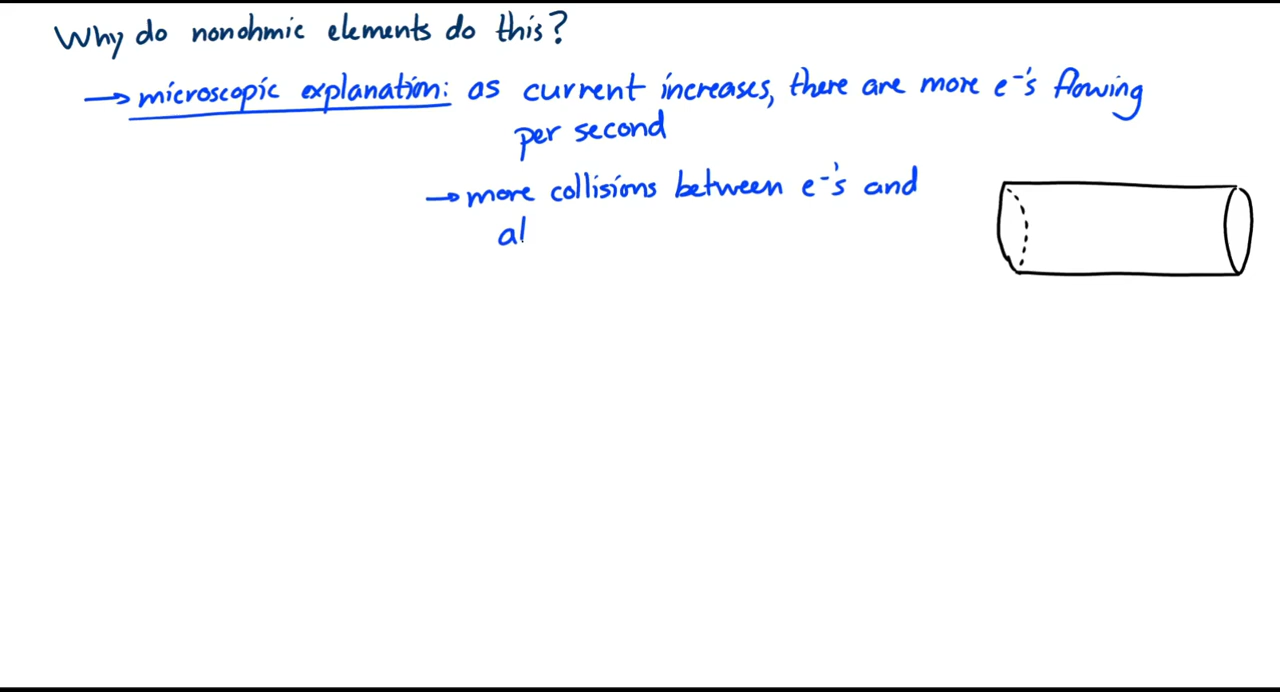 Why do nonohmic elements do this?
→ microscopic explanation: as current increases, there are more e⁻'s flowing
per second
→ more collisions between e⁻'s and
al